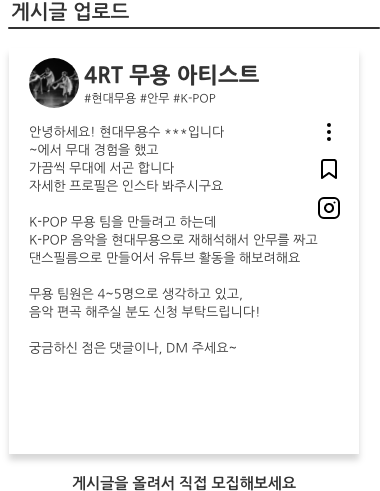 게시글 업로드
4RT 무용 아티스트
#현대무용 #안무 #K-POP
안녕하세요! 현대무용수 ***입니다
~에서 무대 경험을 했고
가끔씩 무대에 서곤 합니다
자세한 프로필은 인스타 봐주시구요
K-POP 무용 팀을 만들려고 하는데
K-POP 음악을 현대무용으로 재해석해서 안무를 짜고
댄스필름으로 만들어서 유튜브 활동을 해보려해요
무용 팀원은 4~5명으로 생각하고 있고,
음악 편곡 해주실 분도 신청 부탁드립니다!
궁금하신 점은 댓글이나, DM 주세요~
게시글을 올려서 직접 모집해보세요